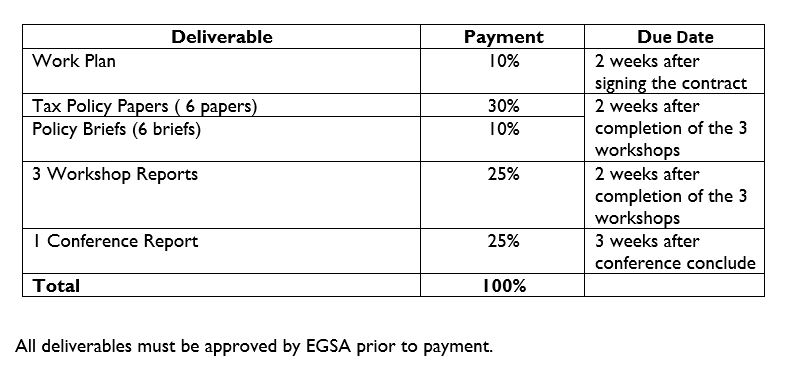 Deliverable Payment Due Date
Work Plan 10% 2 weeks after
signing the contract
Tax Policy Papers ( 6 papers) 30% 2 weeks after
Policy Briefs (6 briefs) 10% completion of the 3
workshops
3 Workshop Reports 25% 2 weeks after
completion of the 3
workshops
1 Conference Report 25% 3 weeks after
conference conclude
Total 100%
All deliverables must be approved by EGSA prior to payment.